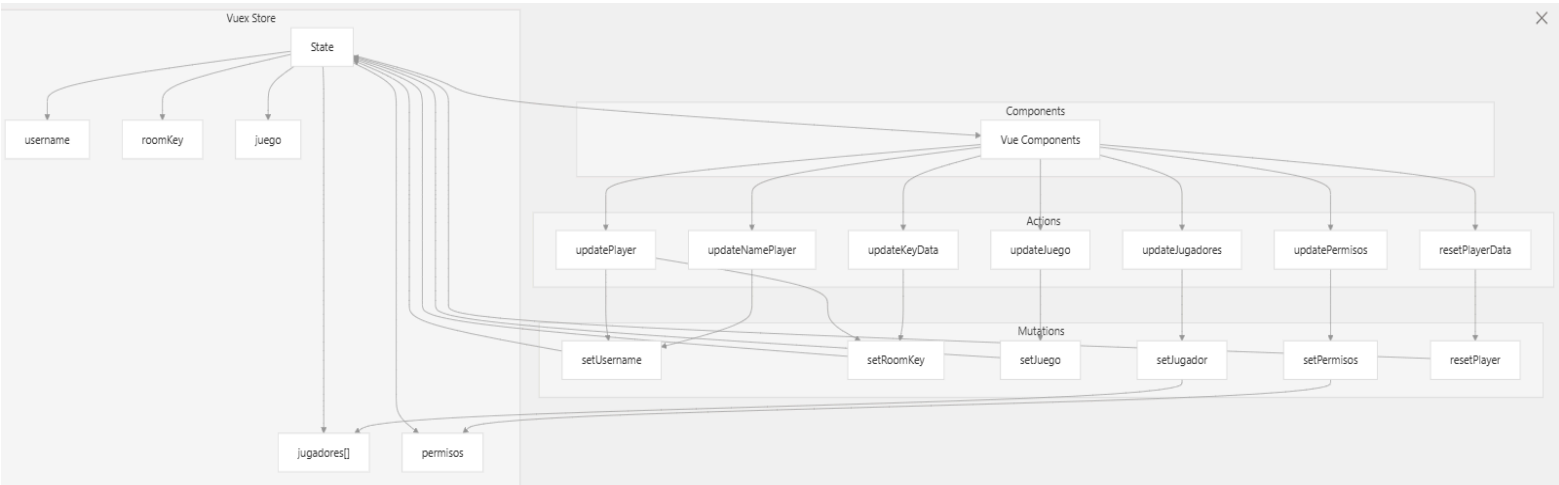 Vuex Store
State
username
roomKey
juego
Components
Vue Components
Actions
updatePlayer
updateNamePlayer
updateKeyData
updateJuego
updateJugadores
updatePermisos
resetPlayerData
Mutations
setUsername
setRoomKey
setJuego
setJugador
setPermisos
resetPlayer
jugadores[]
permisos